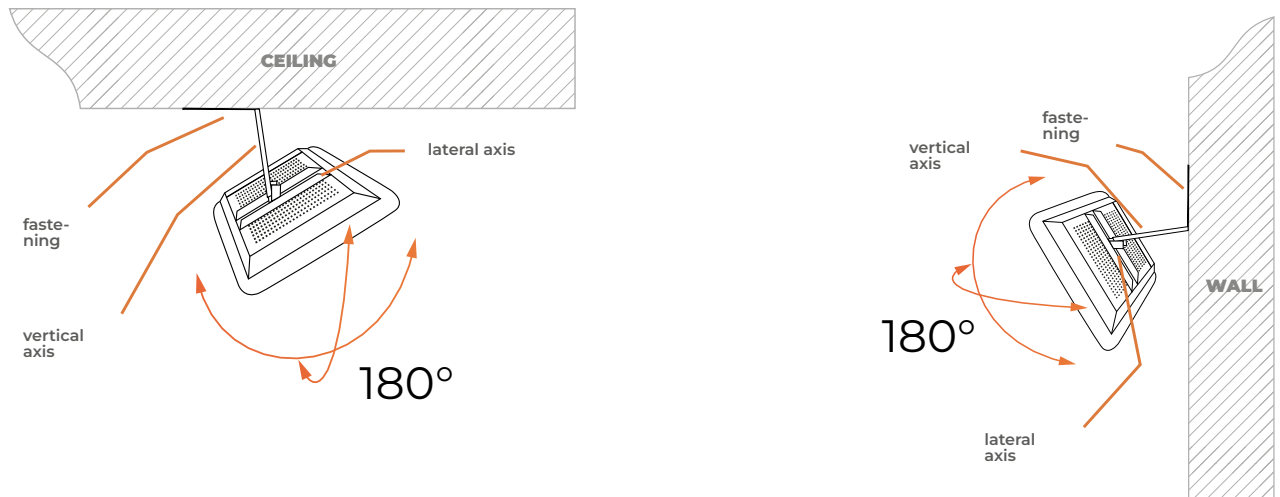 CEILING
lateral axis
faste-
ning
vertical
axis
180°
faste-
ning
vertical
axis
WALL
180°
lateral
axis